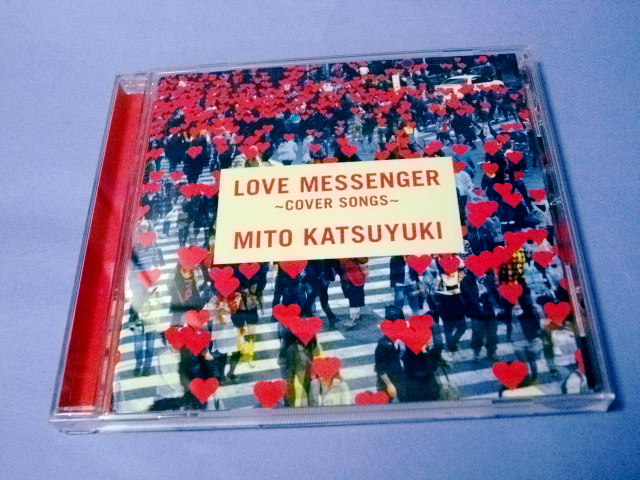 LOVE MESSENGER
~COVER SONGS~
MITO KATSUYUKI